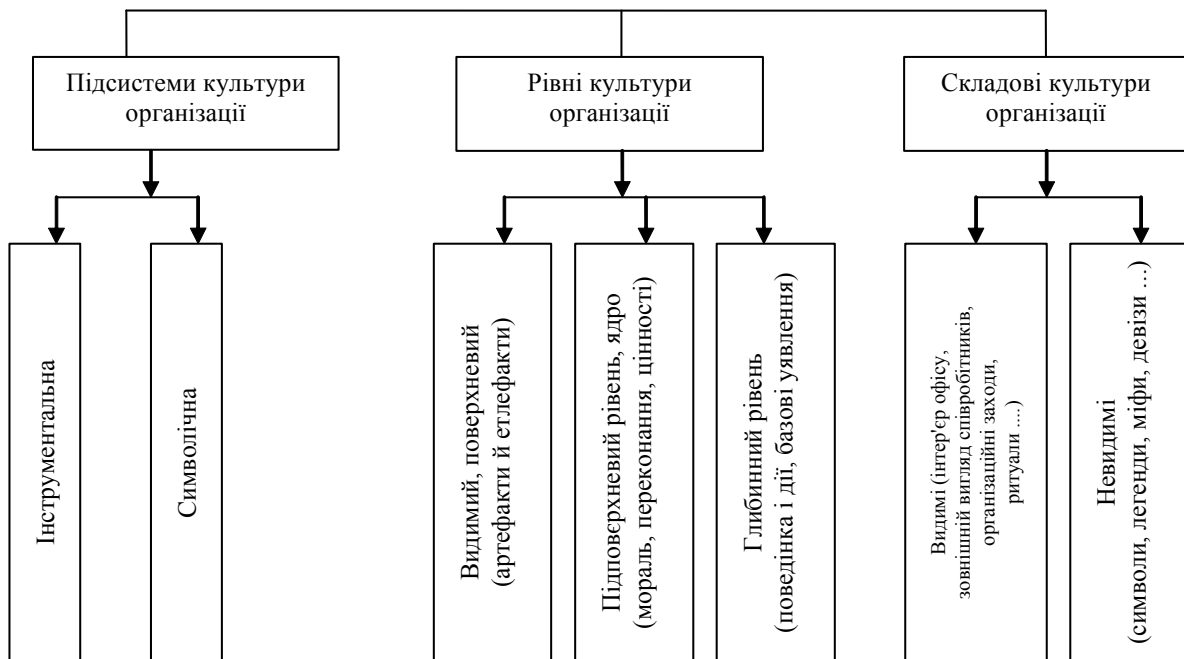 Підсистеми культури
організації
Рівні культури
організації
Складові культури
організації
Інструментальна
Символічна
Видимий, поверхневий
(артефакти й етлефакти)
Підповєрхневий рівень, ядро
(мораль, переконання, цінності)
Глибинний рівень
(поведінка і дії, базові уявлення)
Видимі (інтер'єр офісу,
зовнішній вигляд співробітників,
організаційні заходи,
ритуали ....)
Невидимі
(символи, легенди, міфи, девізи ...)